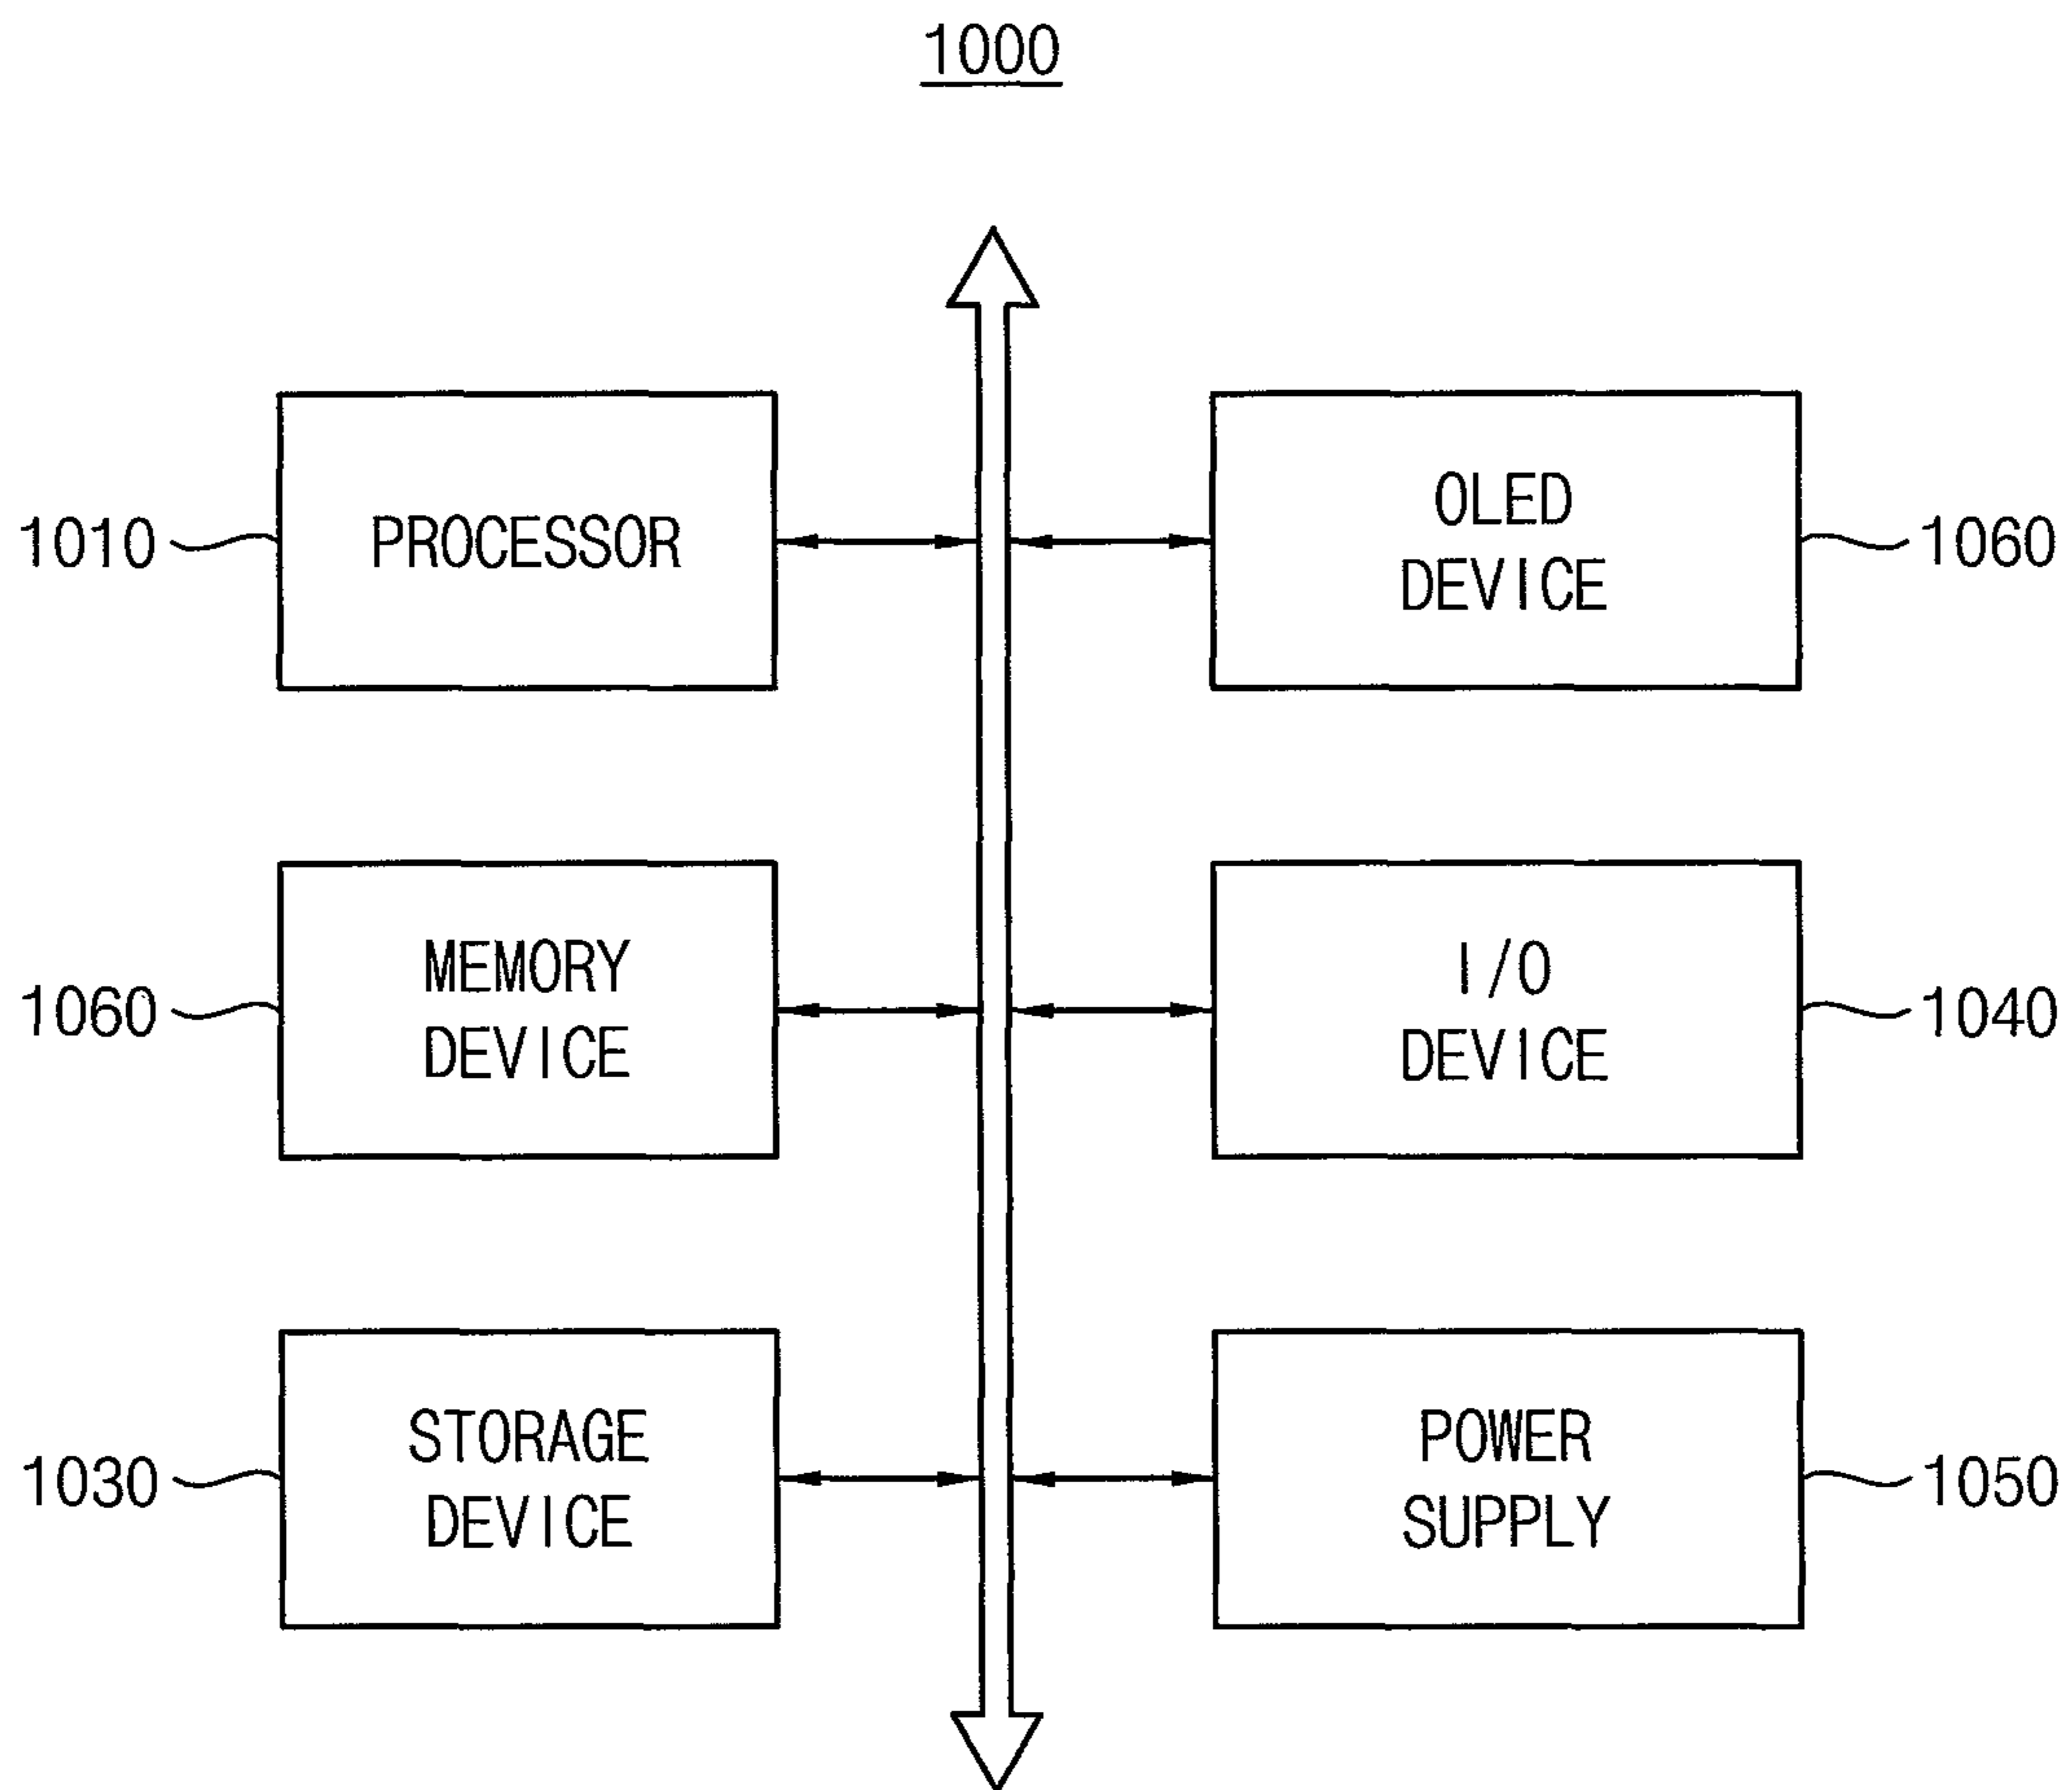 1000
1010
PROCESSOR
OLED
DEVICE
1060
1060
MEMORY
DEVICE
I/O
DEVICE
1040
1030
STORAGE
DEVICE
POWER
SUPPLY
1050